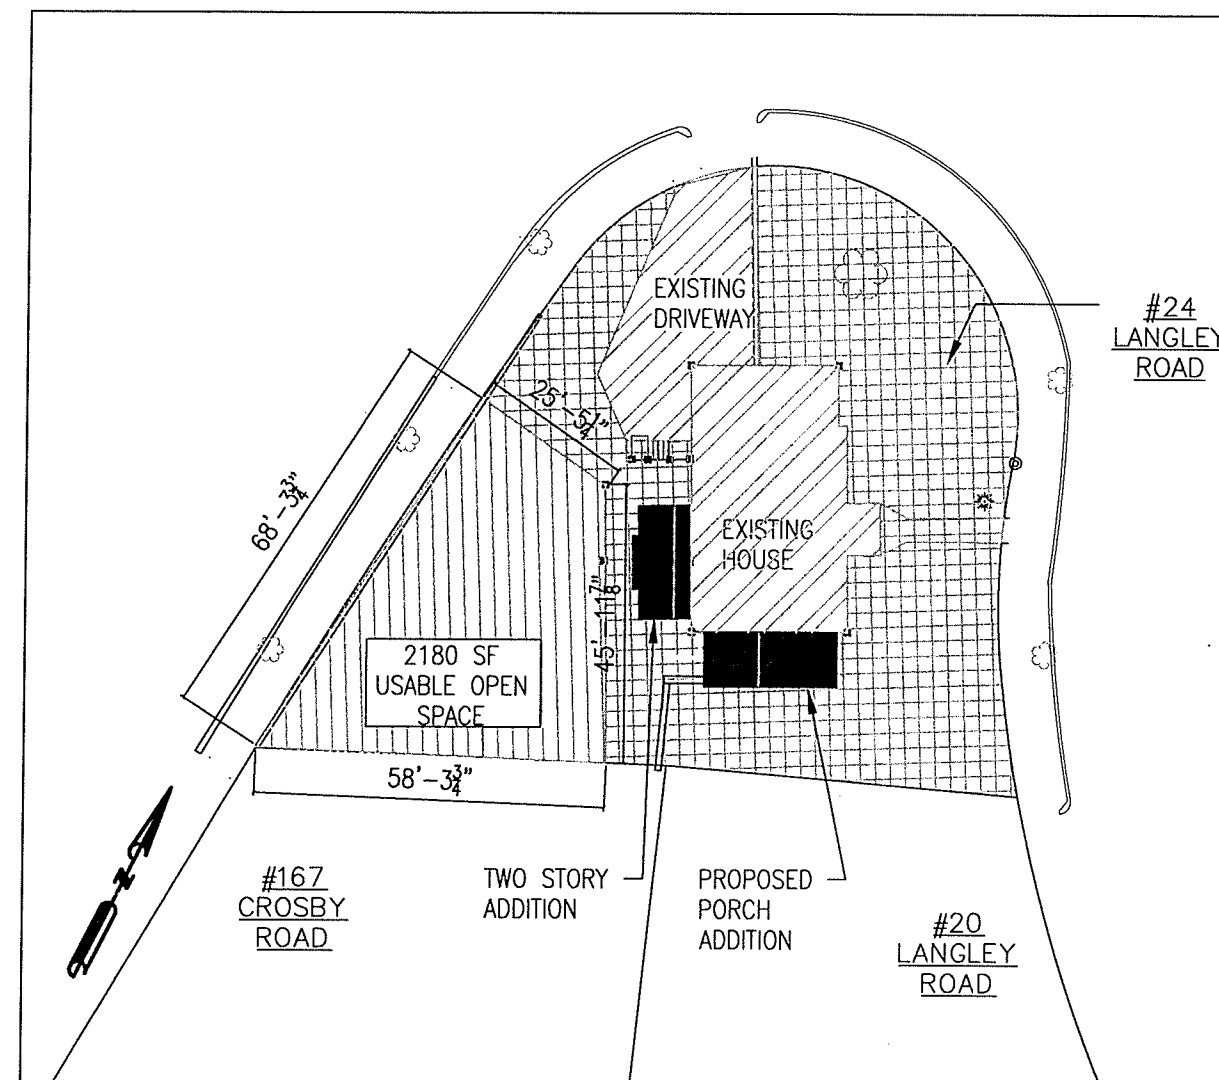 EXISTING
DRIVEWAY
#24
LANGLEY
ROAD
25'-5¼"
68'-3¾"
EXISTING
HOUSE
45'-11⅞"
2180 SF
USABLE OPEN
SPACE
58'-3¾"
N
#167
CROSBY
ROAD
TWO STORY
ADDITION
PROPOSED
PORCH
ADDITION
#20
LANGLEY
ROAD